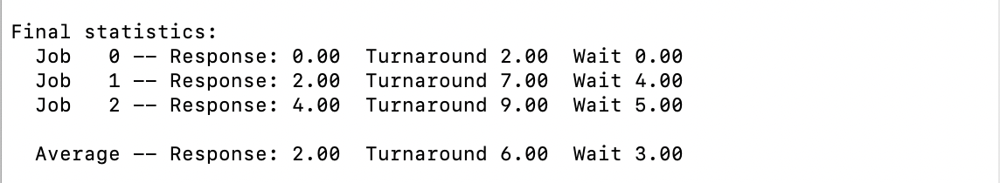 Final statistics:
  Job   0 -- Response: 0.00  Turnaround 2.00  Wait 0.00
  Job   1 -- Response: 2.00  Turnaround 7.00  Wait 4.00
  Job   2 -- Response: 4.00  Turnaround 9.00  Wait 5.00

  Average -- Response: 2.00  Turnaround 6.00  Wait 3.00